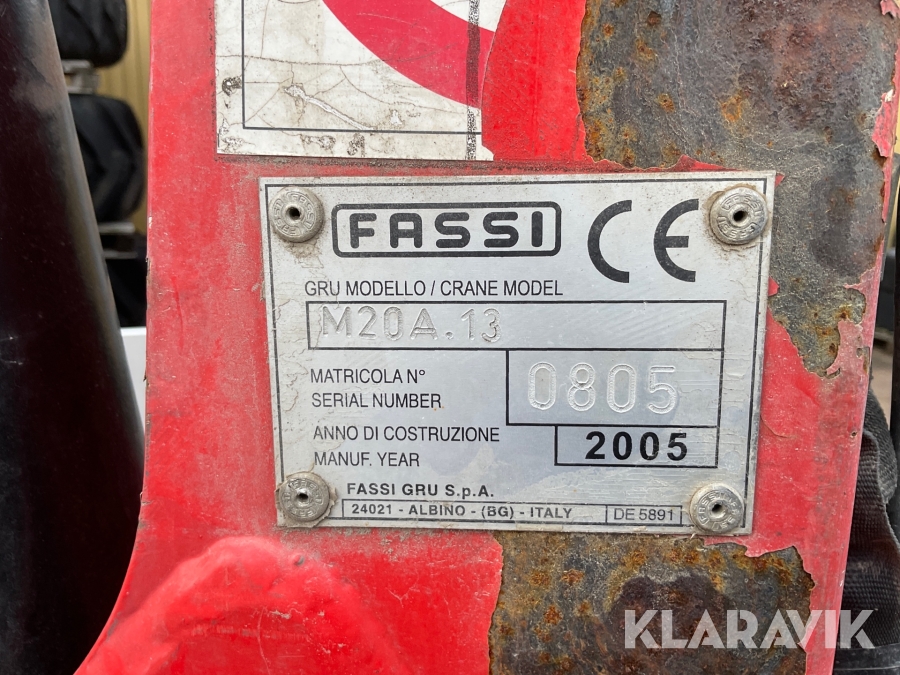 FASSI CE
GRU MODELLO / CRANE MODEL
M20A.13
MATRICOLA N°
SERIAL NUMBER
0805
ANNO DI COSTRUZIONE
MANUF. YEAR
2005
FASSI GRU S.p.A.
24021 - ALBINO - (BG) - ITALY
DE 5891
KLARAVIK